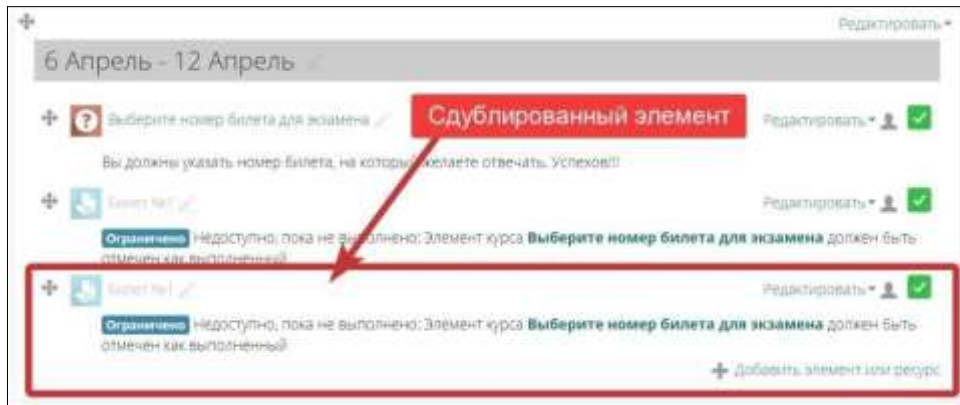 Редактировать
6 Апрель - 12 Апрель
Сдублированный элемент
Выберите номер билета для экзамена
Редактировать
Вы должны указать номер билета, на который желаете отвечать. Успехов!!!
Билет №1
Редактировать
Ограничено Недоступно, пока не выполнено: Элемент курса Выберите номер билета для экзамена должен быть
отмечен как выполненный
Билет №1
Редактировать
Ограничено Недоступно, пока не выполнено: Элемент курса Выберите номер билета для экзамена должен быть
отмечен как выполненный
Добавить элемент или ресурс